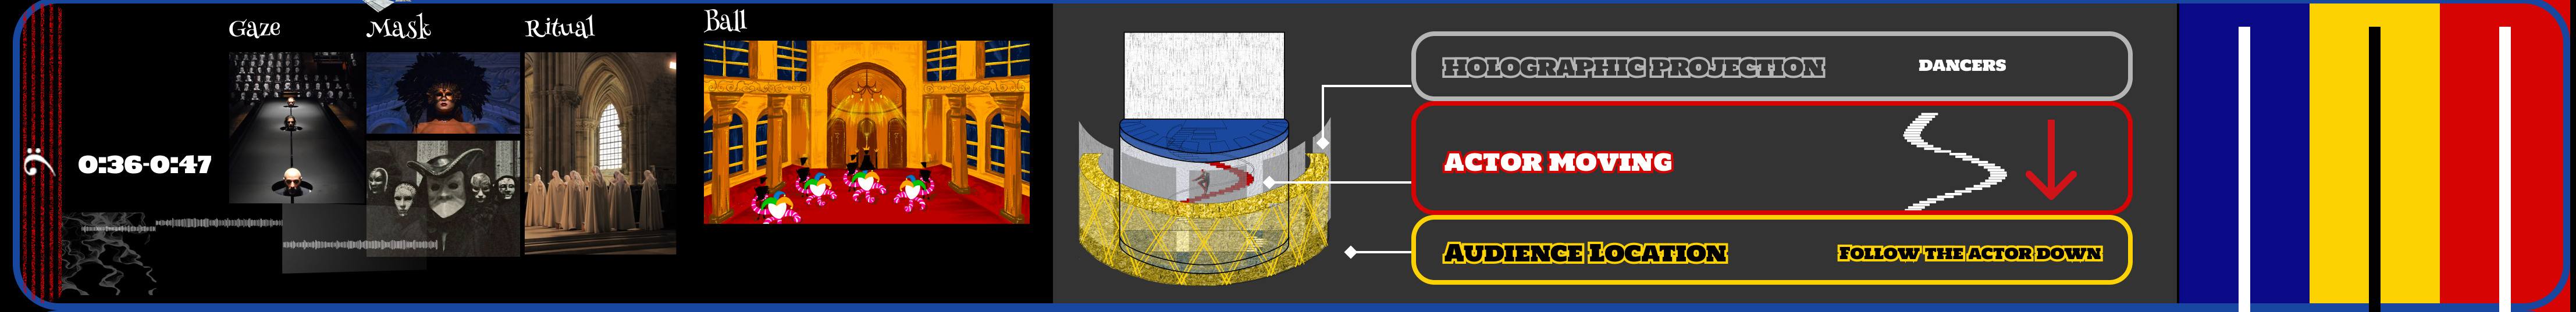 0:36-0:47
Gaze
Mask
Ritual
Ball
HOLOGRAPHIC PROJECTION
DANCERS
ACTOR MOVING
AUDIENCE LOCATION
FOLLOW THE ACTOR DOWN